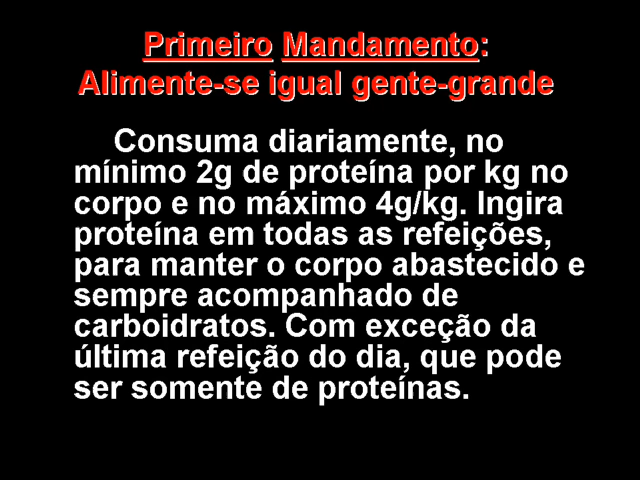 Primeiro Mandamento:
Alimente-se igual gente-grande
Consuma diariamente, no
mínimo 2g de proteína por kg no
corpo e no máximo 4g/kg. Ingira
proteína em todas as refeições,
para manter o corpo abastecido e
sempre acompanhado de
carboidratos. Com exceção da
última refeição do dia, que pode
ser somente de proteínas.